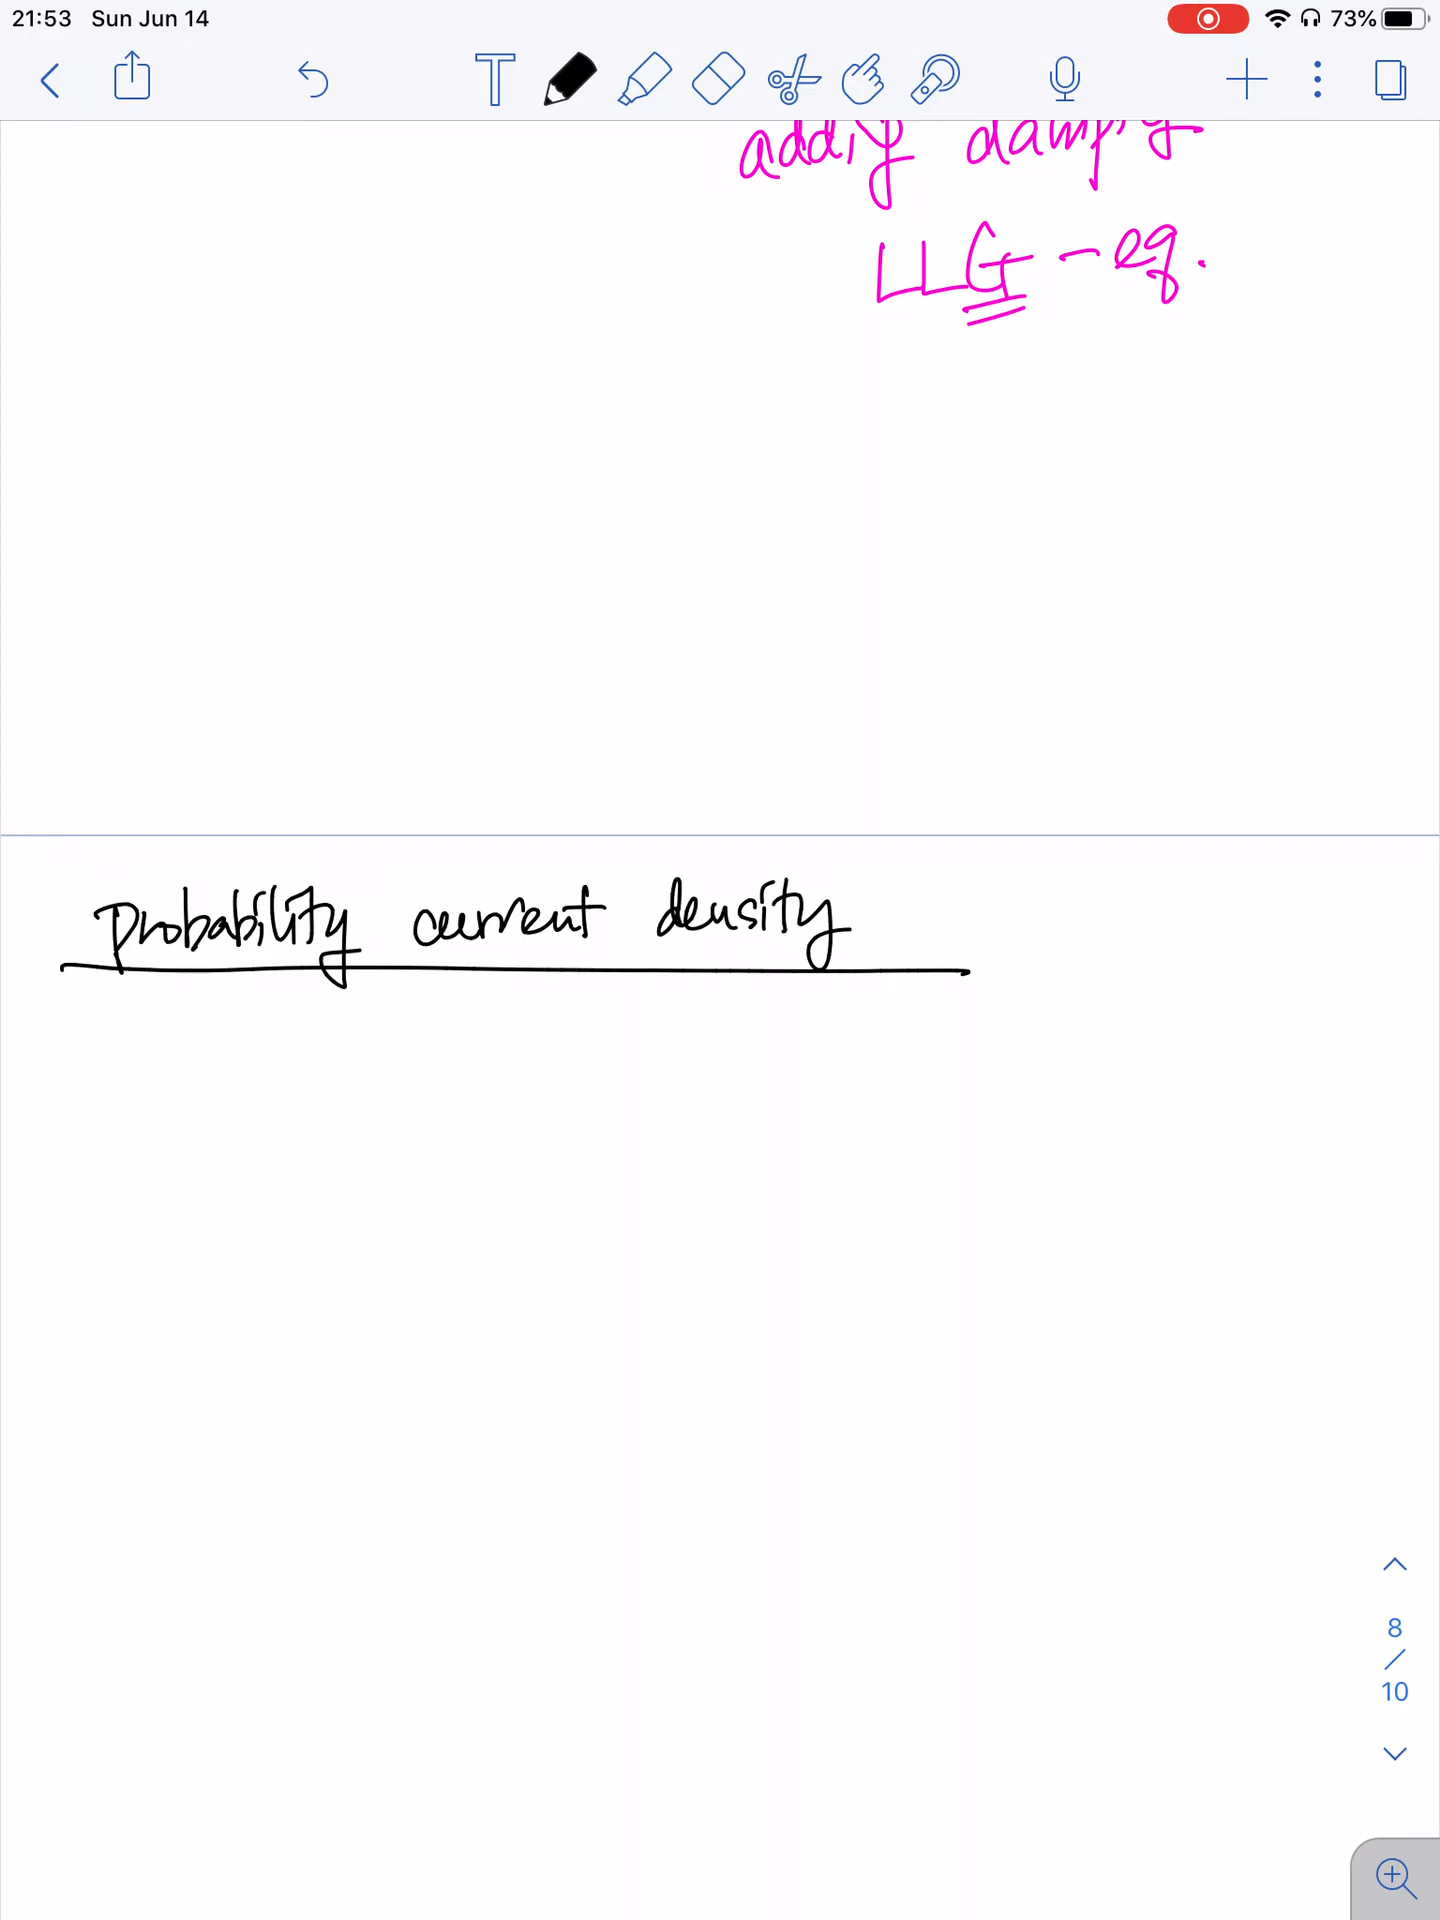 21:53 Sun Jun 14 73%
adding damping
LLG - eq.
probability current density
8
/
10